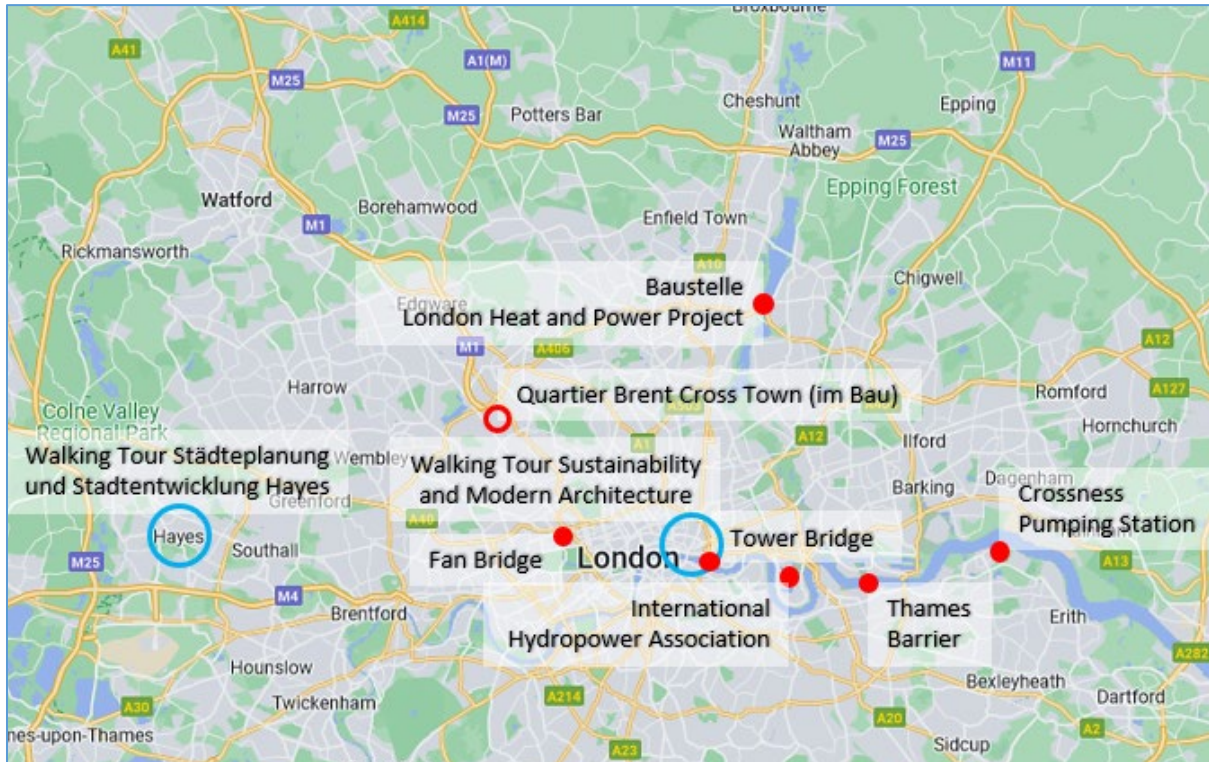 Broxbourne
A414
A41
A1(M)
M25
M11
Cheshunt
Epping
M25
Potters Bar
Waltham
Abbey
M25
Epping Forest
Watford
Borehamwood
Enfield Town
M1
Rickmansworth
A10
Chigwell
Baustelle
London Heat and Power Project
Edgware
M1
A406
A12
Harrow
Quartier Brent Cross Town (im Bau)
Romford
A127
Colne Valley
Regional Park
A503
A1
A12
Ilford
Hornchurch
Walking Tour Städteplanung
und Stadtentwicklung Hayes
Wembley
Greenford
Walking Tour Sustainability
and Modern Architecture
Barking
Dagenham
Crossness
Pumping Station
Hayes
Southall
A40
Fan Bridge
London
Tower Bridge
A13
M25
M4
Brentford
International
Hydropower Association
Thames
Barrier
Erith
Hounslow
A282
Twickenham
A214
Bexleyheath
Dartford
A30
nes-upon-Thames
A23
A20
A2
Sidcup